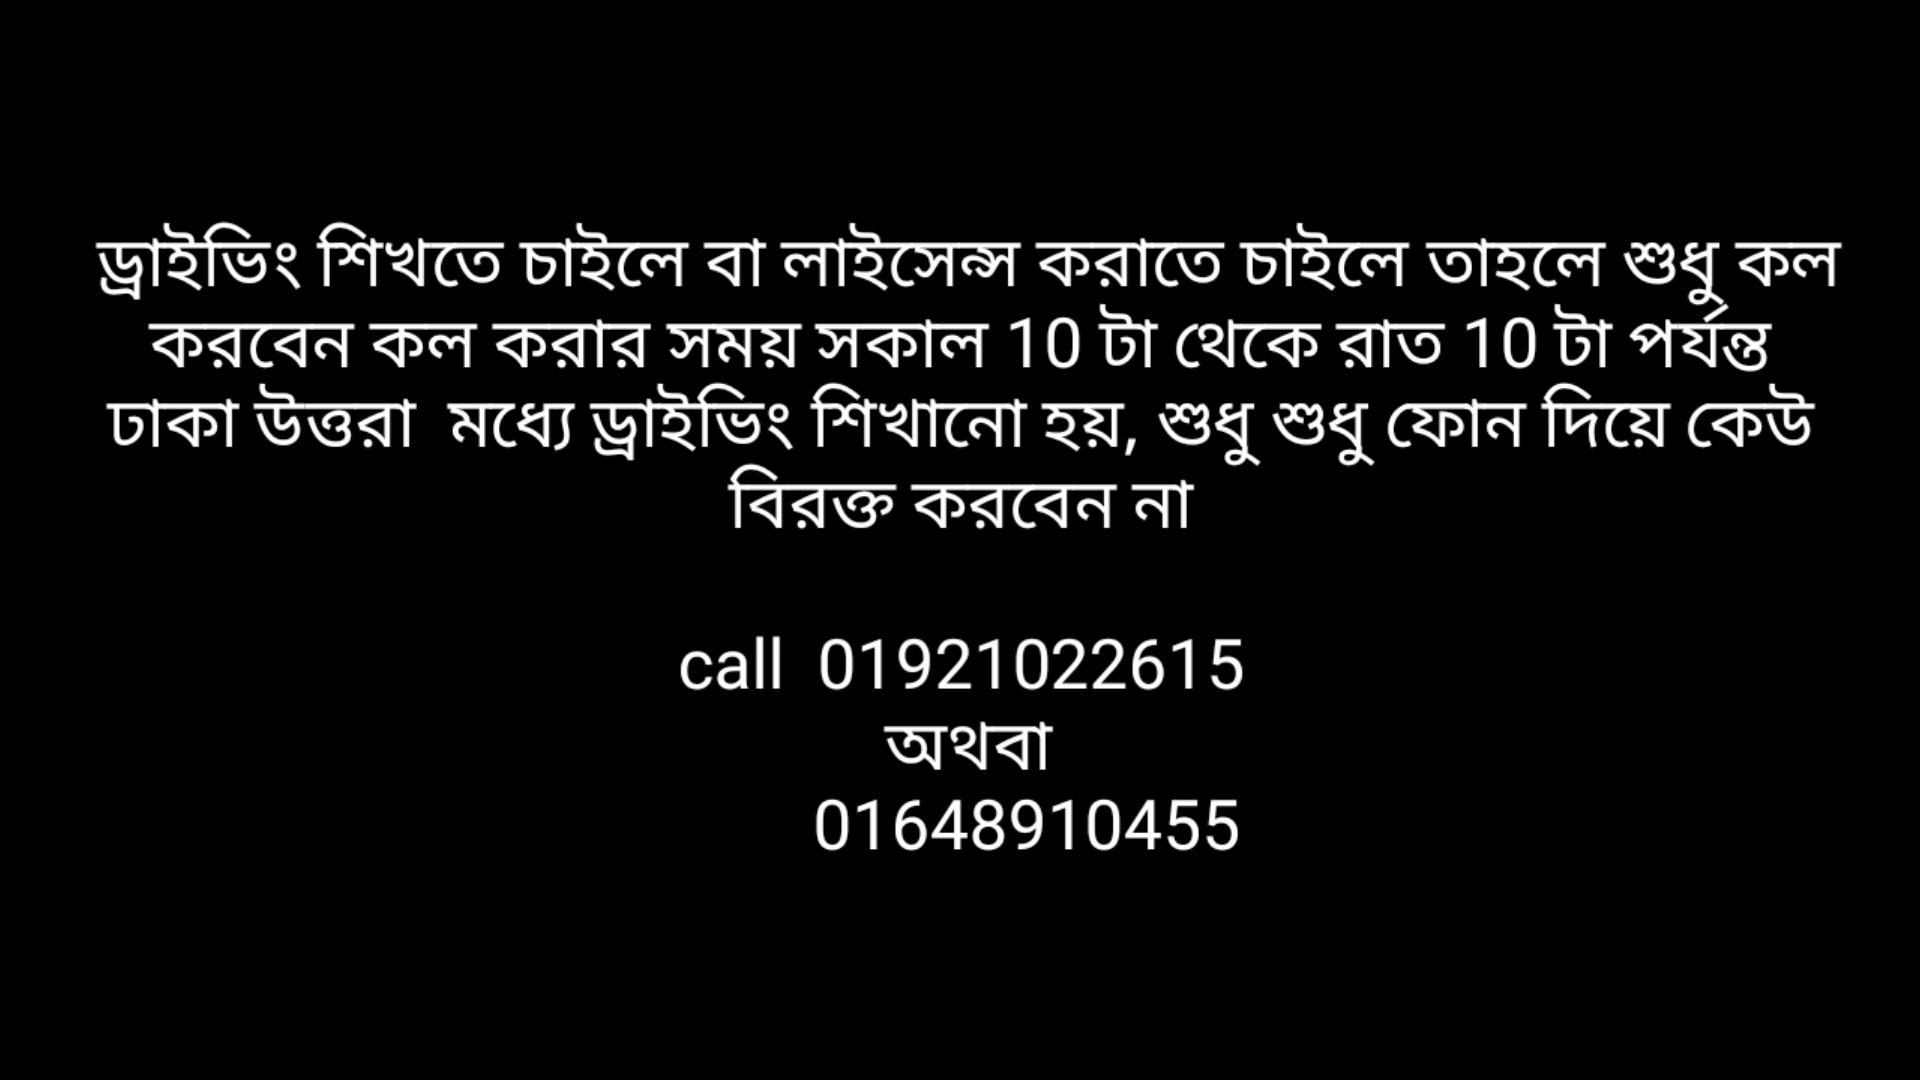 ড্রাইভিং শিখতে চাইলে বা লাইসেন্স করাতে চাইলে তাহলে শুধু কল
করবেন কল করার সময় সকাল 10 টা থেকে রাত 10 টা পর্যন্ত
ঢাকা উত্তরা মধ্যে ড্রাইভিং শিখানো হয়, শুধু শুধু ফোন দিয়ে কেউ
বিরক্ত করবেন না
call 01921022615
অথবা
01648910455